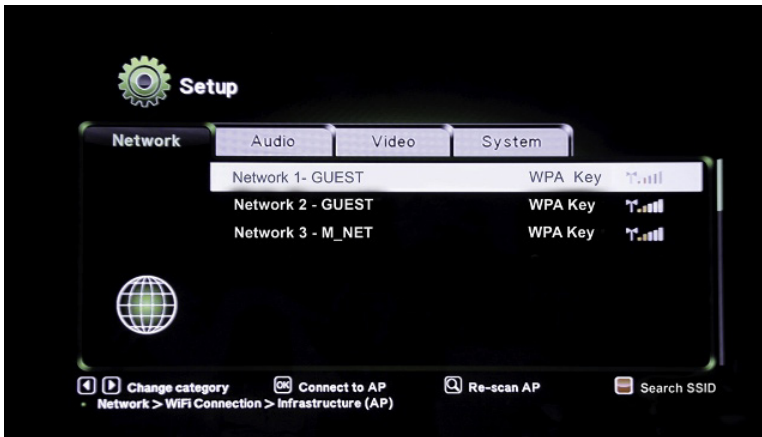 Setup
Network Audio Video System
Network 1- GUEST WPA Key
Network 2 - GUEST WPA Key
Network 3 - M_NET WPA Key
Change category OK Connect to AP Re-scan AP Search SSID
Network > WiFi Connection > Infrastructure (AP)